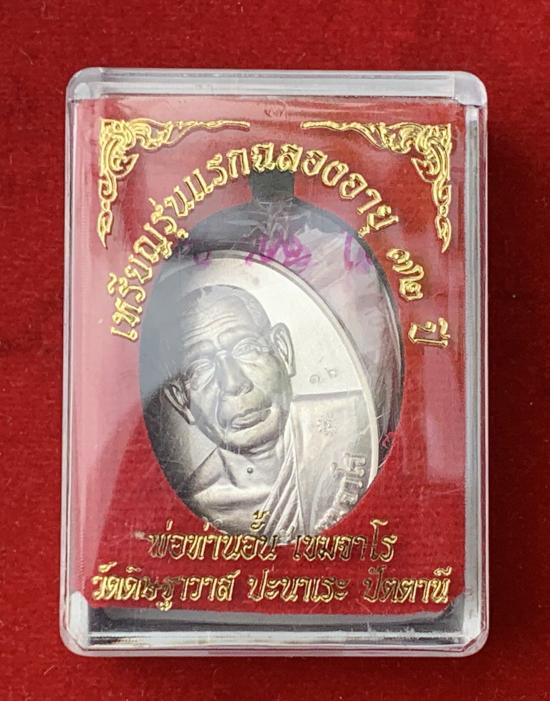 เหรียญรุ่นแรกฉลองอายุ ๗๒ ปี
พ่อท่านอั้น เขมจาโร
วัดดิษฐาวาส ปะนาเระ ปัตตานี